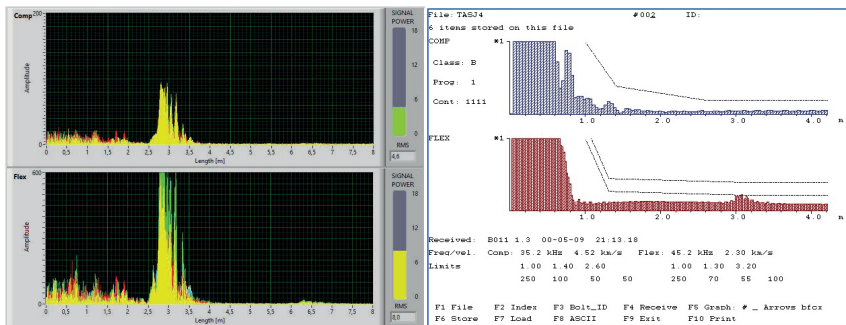 Comp
200
Amplitude
0
0 0,5 1 1,5 2 2,5 3 3,5 4 4,5 5 5,5 6 6,5 7 7,5 8
Length [m]
SIGNAL
POWER
18
12
6
0
RMS
4,6
Flex
600
Amplitude
0
0 0,5 1 1,5 2 2,5 3 3,5 4 4,5 5 5,5 6 6,5 7 7,5 8
Length [m]
SIGNAL
POWER
18
12
6
0
RMS
8,0
File: TASJ4 #002 ID:
6 items stored on this file
COMP *1
Class: B
Prog: 1
Cont: 1111
1.0 2.0 3.0 4.0 m
FLEX *1
1.0 2.0 3.0 4.0 m
Received: B011 1.3 00-05-09 21:13.18
Freq/vel. Comp: 35.2 kHz 4.52 km/s Flex: 45.2 kHz 2.30 km/s
Limits 1.00 1.40 2.60 1.00 1.30 3.20
250 100 50 50 250 70 55 100
F1 File F2 Index F3 Bolt_ID F4 Receive F5 Graph: # _ Arrows bfox
F6 Store F7 Load F8 ASCII F9 Exit F10 Print